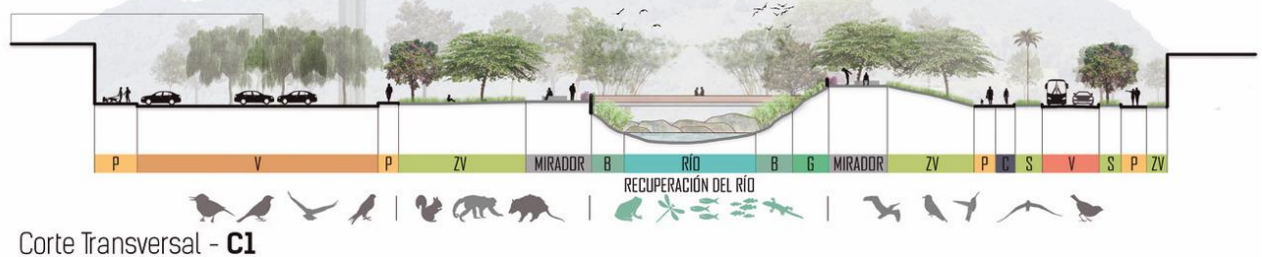 P V P ZV MIRADOR B RÍO B G MIRADOR ZV P C S V S P ZV
RECUPERACIÓN DEL RÍO
Corte Transversal - C1